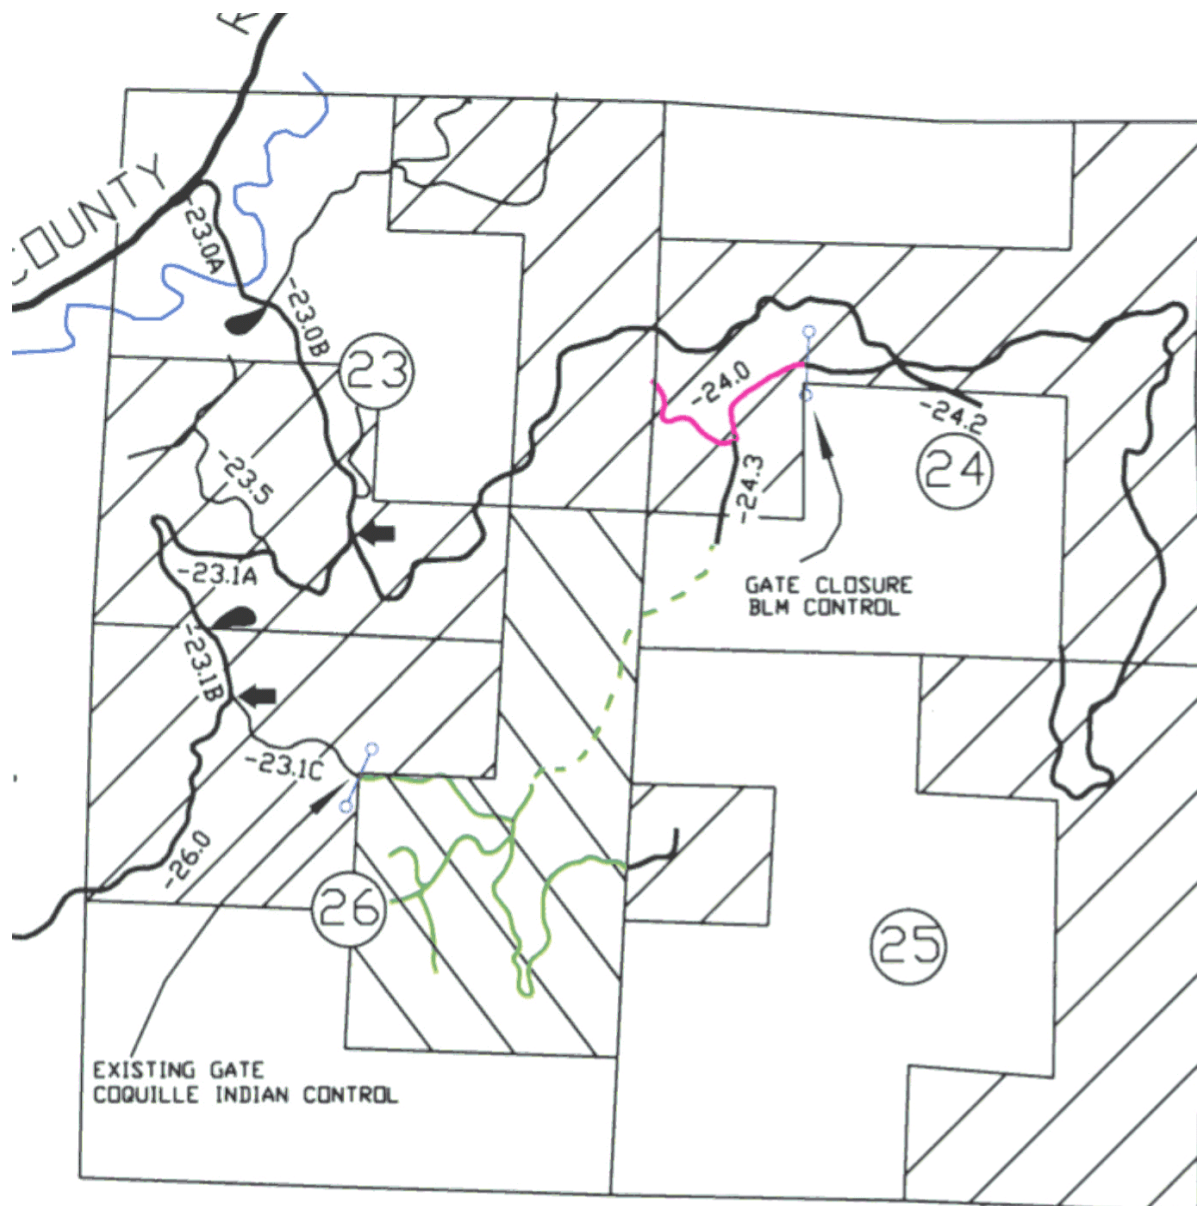 COUNTY
-23.0A
-23.0B
23
-24.0
-24.2
24
-23.5
-24.3
-23.1A
GATE CLOSURE
BLM CONTROL
-23.1B
-23.1C
-26.0
26
25
EXISTING GATE
COQUILLE INDIAN CONTROL